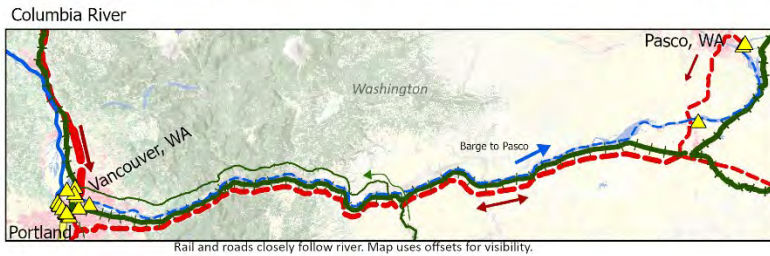 Columbia River
Pasco, WA
Washington
Barge to Pasco
Vancouver, WA
Portland
Rail and roads closely follow river. Map uses offsets for visibility.